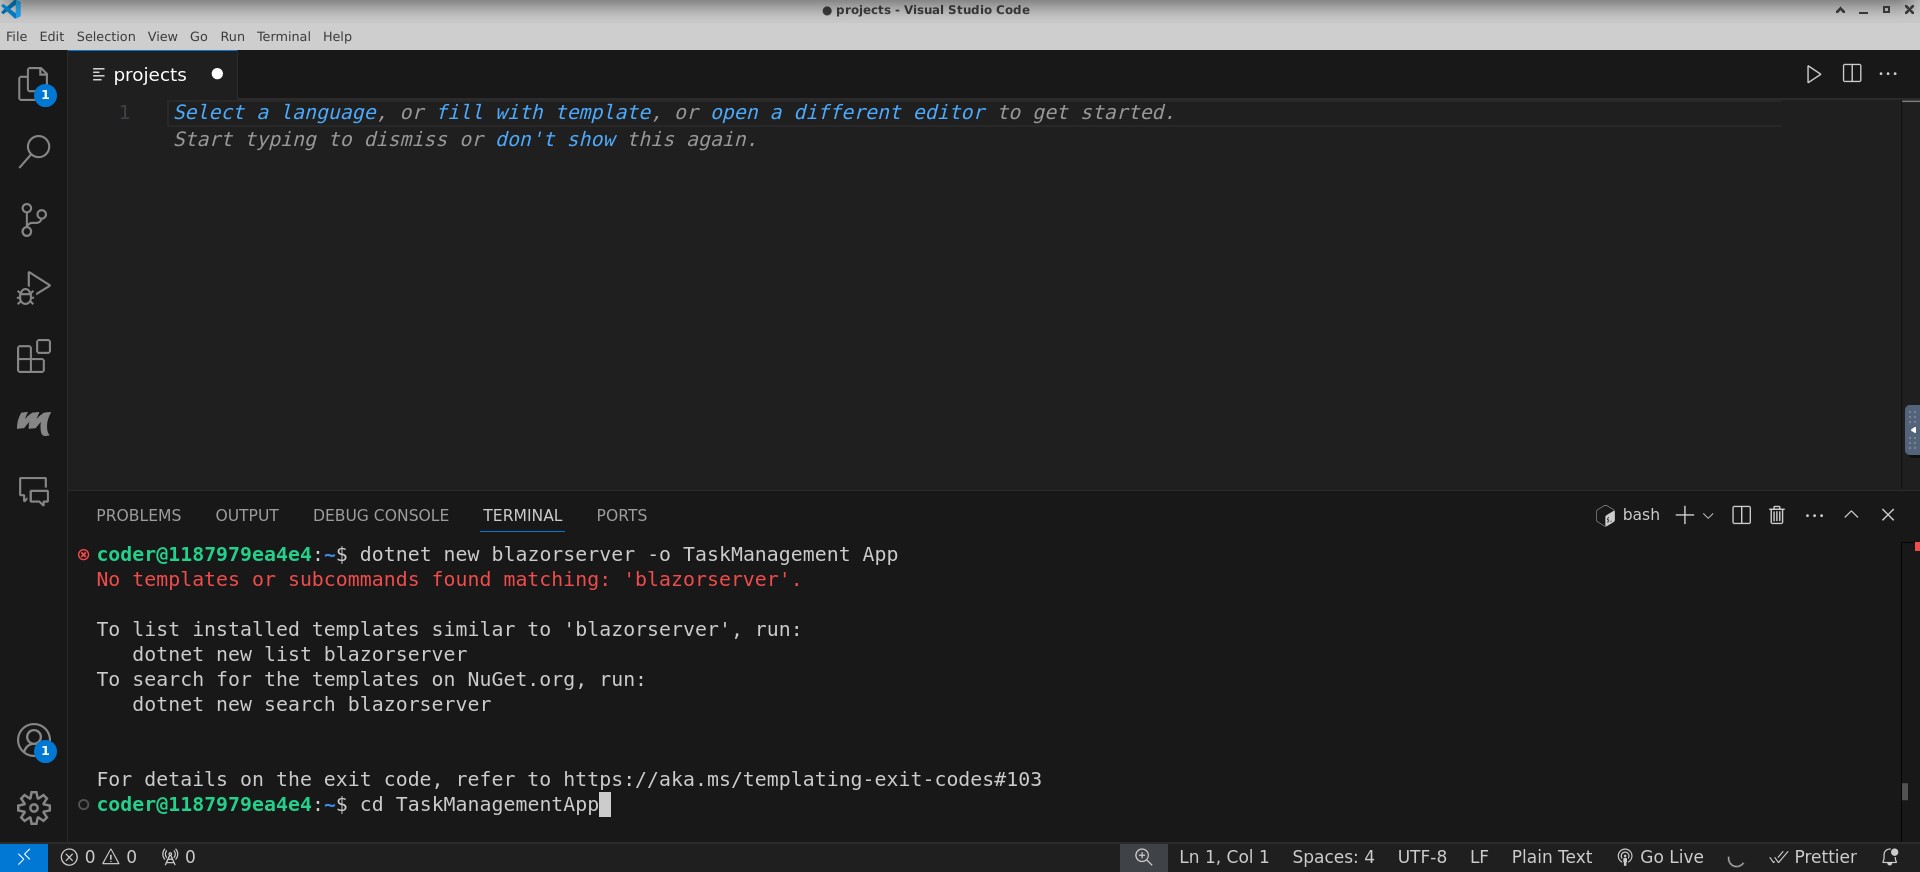 ● projects - Visual Studio Code
File Edit Selection View Go Run Terminal Help
1
projects
1 Select a language, or fill with template, or open a different editor to get started.
Start typing to dismiss or don't show this again.
PROBLEMS OUTPUT DEBUG CONSOLE TERMINAL PORTS
bash
coder@1187979ea4e4:~$ dotnet new blazorserver -o TaskManagement App
No templates or subcommands found matching: 'blazorserver'.
To list installed templates similar to 'blazorserver', run:
dotnet new list blazorserver
To search for the templates on NuGet.org, run:
dotnet new search blazorserver
1
For details on the exit code, refer to https://aka.ms/templating-exit-codes#103
coder@1187979ea4e4:~$ cd TaskManagementApp
0 0 0 Ln 1, Col 1 Spaces: 4 UTF-8 LF Plain Text Go Live Prettier